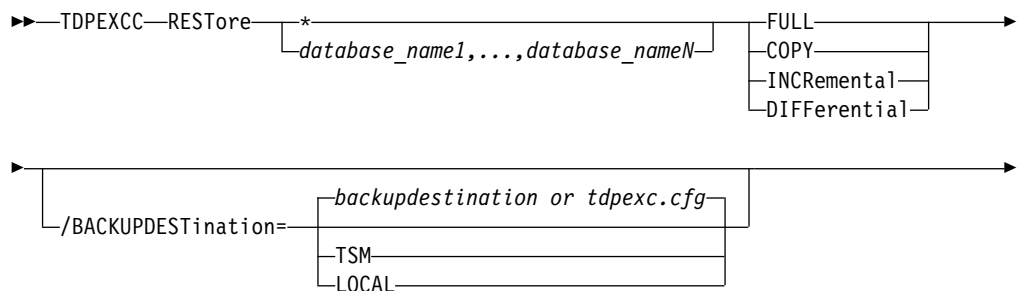 TDPEXCC RESTore * FULL
database_name1,...,database_nameN COPY
INCRemental
DIFFerential
/BACKUPDESTination= backupdestination or tdpexc.cfg
TSM
LOCAL